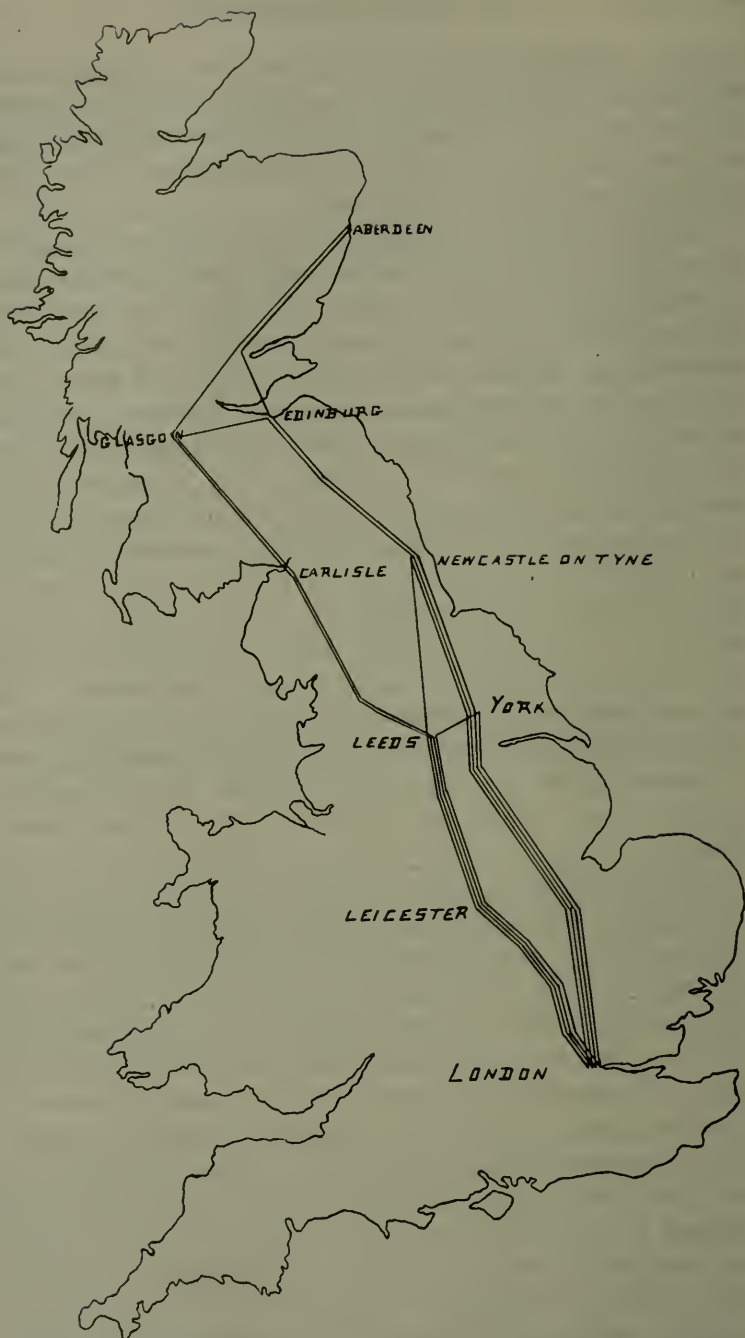 ABERDEEN
EDINBURG
GLASGOW
NEWCASTLE ON TYNE
CARLISLE
YORK
LEEDS
LEICESTER
LONDON